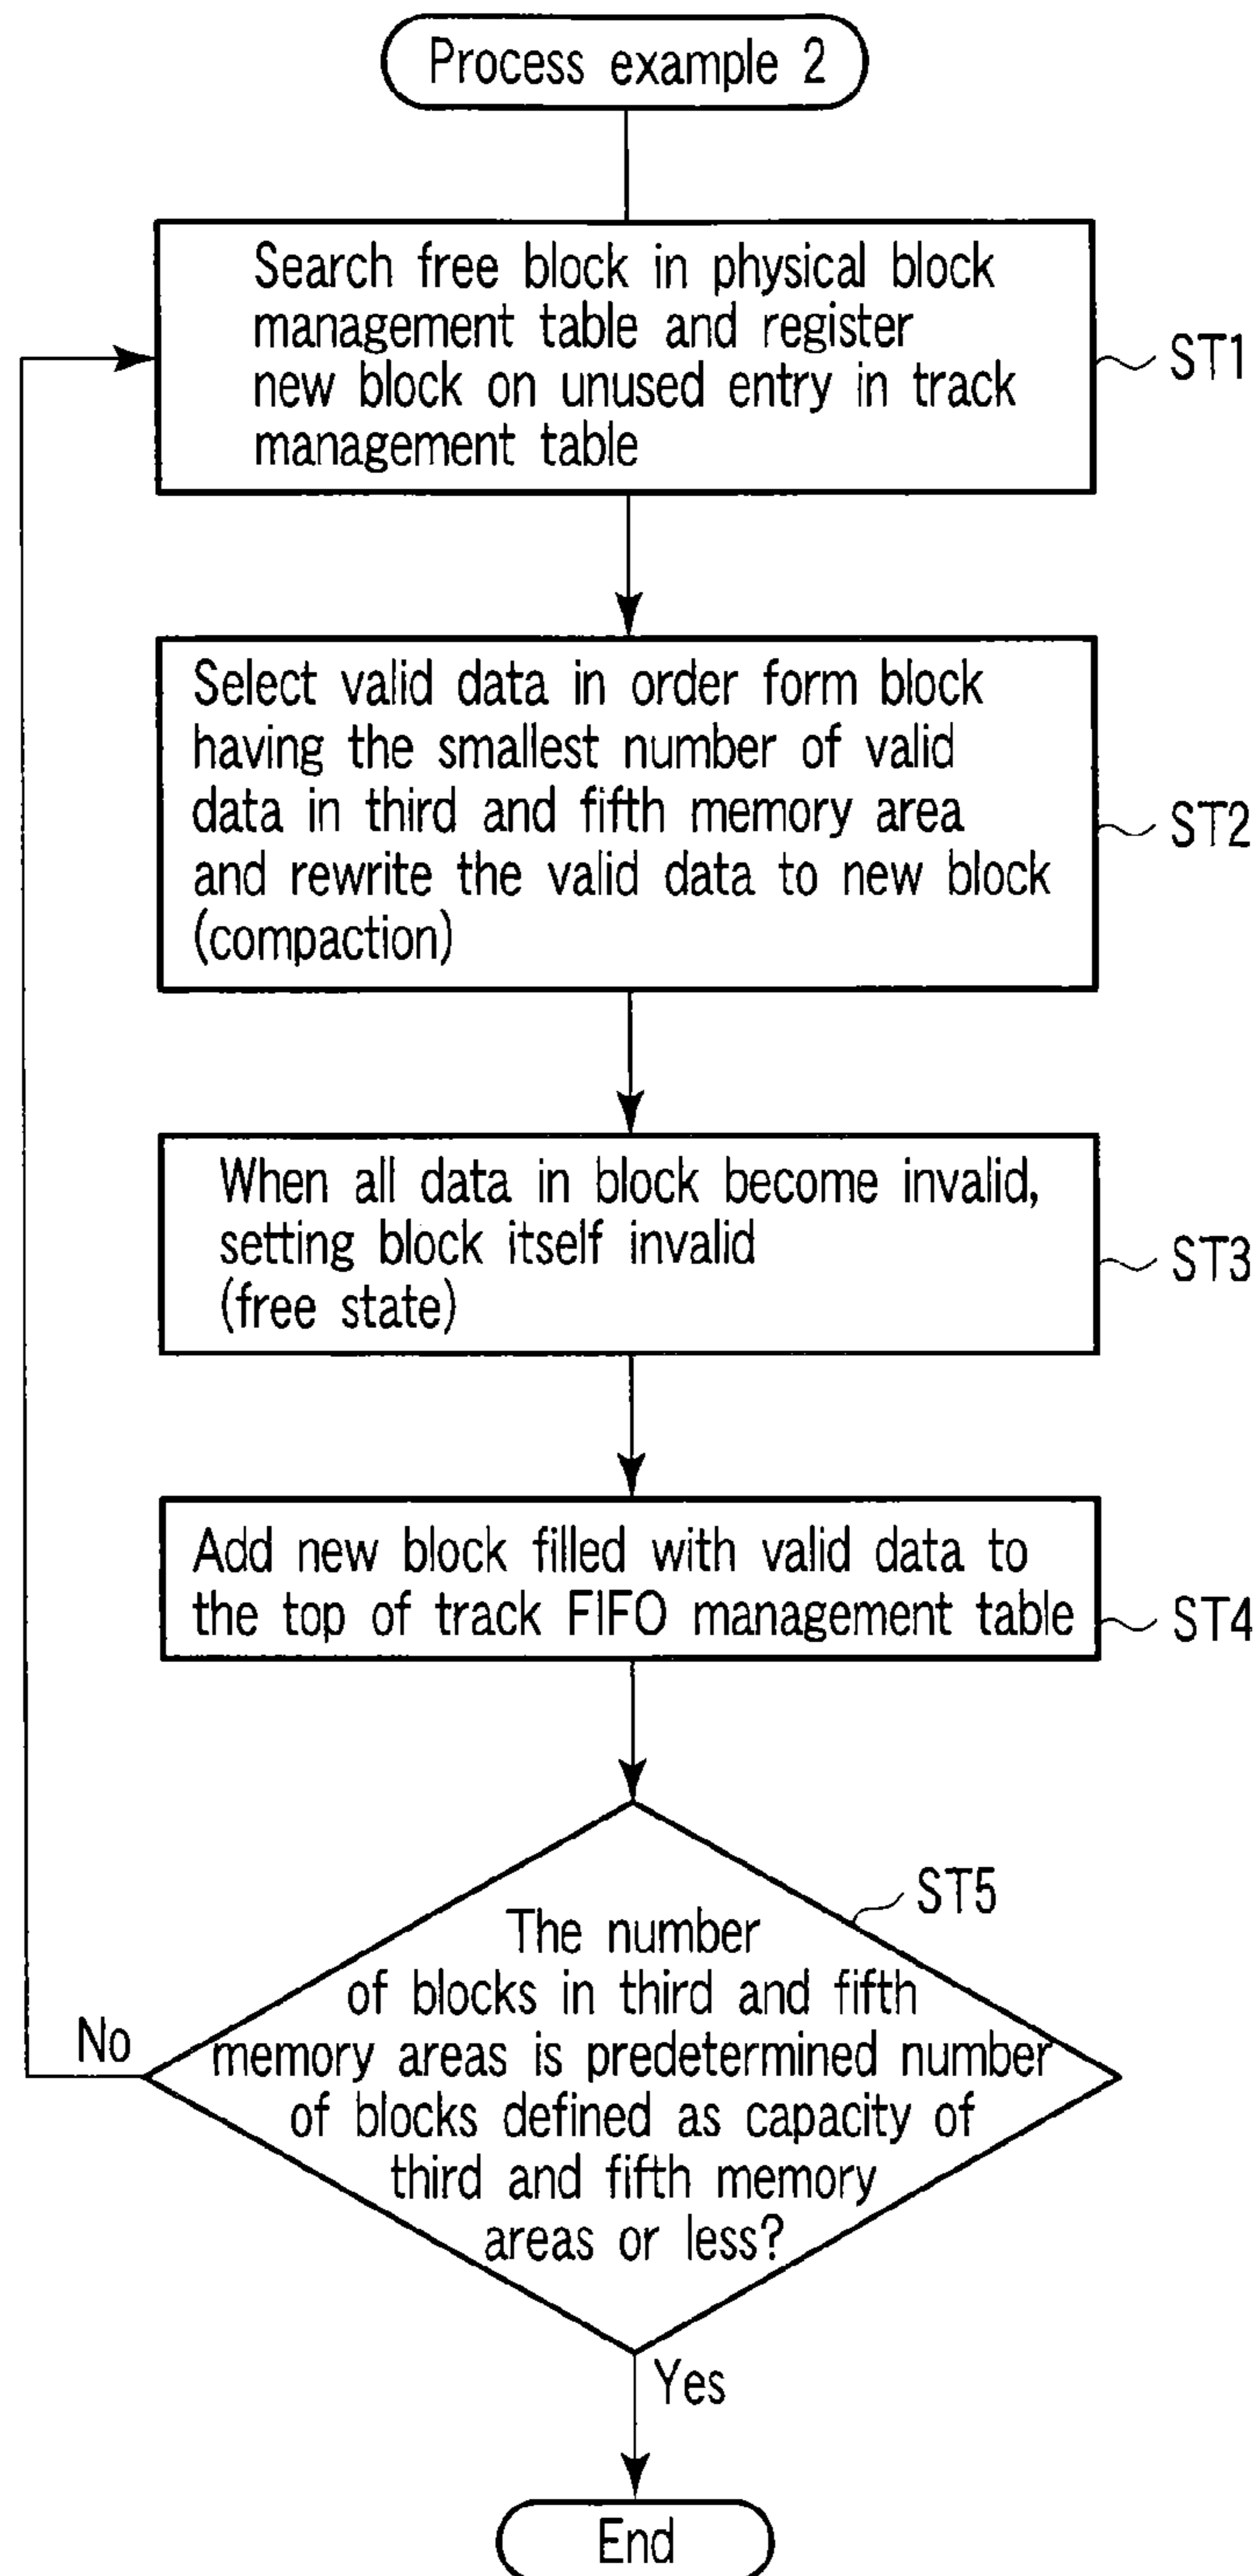 Process example 2
Search free block in physical block
management table and register
new block on unused entry in track
management table
ST1
Select valid data in order form block
having the smallest number of valid
data in third and fifth memory area
and rewrite the valid data to new block
(compaction)
ST2
When all data in block become invalid,
setting block itself invalid
(free state)
ST3
Add new block filled with valid data to
the top of track FIFO management table
ST4
ST5
The number
of blocks in third and fifth
memory areas is predetermined number
of blocks defined as capacity of
third and fifth memory
areas or less?
No
Yes
End